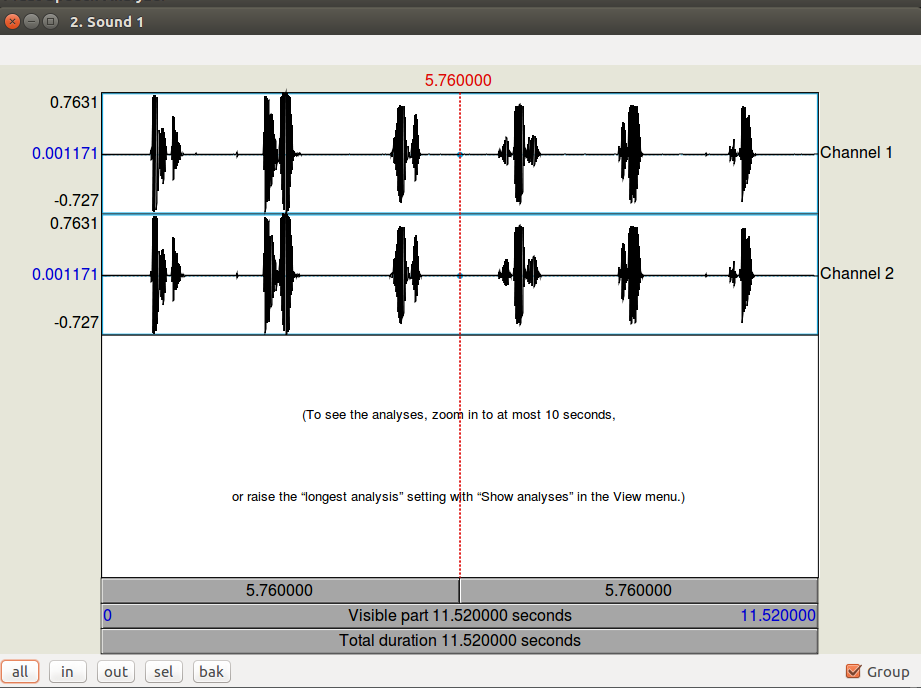 2. Sound 1
5.760000
0.7631
0.001171
Channel 1
-0.727
0.7631
0.001171
Channel 2
-0.727
(To see the analyses, zoom in to at most 10 seconds,
or raise the “longest analysis” setting with “Show analyses” in the View menu.)
5.760000 5.760000
0 Visible part 11.520000 seconds 11.520000
Total duration 11.520000 seconds
all in out sel bak Group